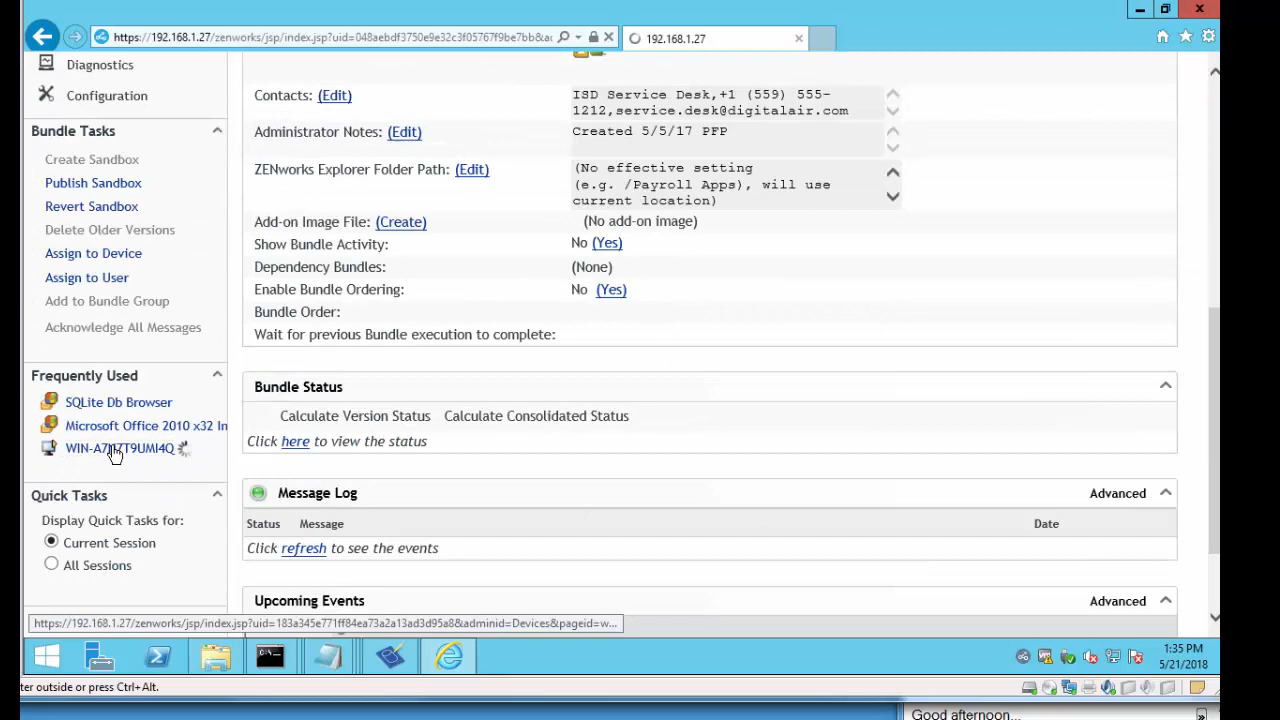 https://192.168.1.27/zenworks/jsp/index.jsp?uid=048aebdf3750e9e32c3f05767f9be7bb&ac
192.168.1.27
Diagnostics
Configuration
Bundle Tasks
Create Sandbox
Publish Sandbox
Revert Sandbox
Delete Older Versions
Assign to Device
Assign to User
Add to Bundle Group
Acknowledge All Messages
Frequently Used
SQLite Db Browser
Microsoft Office 2010 x32 In
Quick Tasks
Display Quick Tasks for:
Current Session
All Sessions
Contacts: (Edit)
ISD Service Desk,+1 (559) 555-
1212,service.desk@digitalair.com
Administrator Notes: (Edit)
Created 5/5/17 PFP
ZENworks Explorer Folder Path: (Edit)
(No effective setting
(e.g. /Payroll Apps), will use
current location)
Add-on Image File: (Create)
(No add-on image)
Show Bundle Activity:
No (Yes)
Dependency Bundles:
(None)
Enable Bundle Ordering:
No (Yes)
Bundle Order:
Wait for previous Bundle execution to complete:
Bundle Status
Calculate Version Status Calculate Consolidated Status
Click here to view the status
Message Log
Advanced
Status Message Date
Click refresh to see the events
Upcoming Events
Advanced
https://192.168.1.27/zenworks/jsp/index.jsp?uid=183a345e771ff84ea73a2a13ad3d95a8&adminid=Devices&pageid=w...
1:35 PM
5/21/2018
ter outside or press Ctrl+Alt.
Good afternoon...